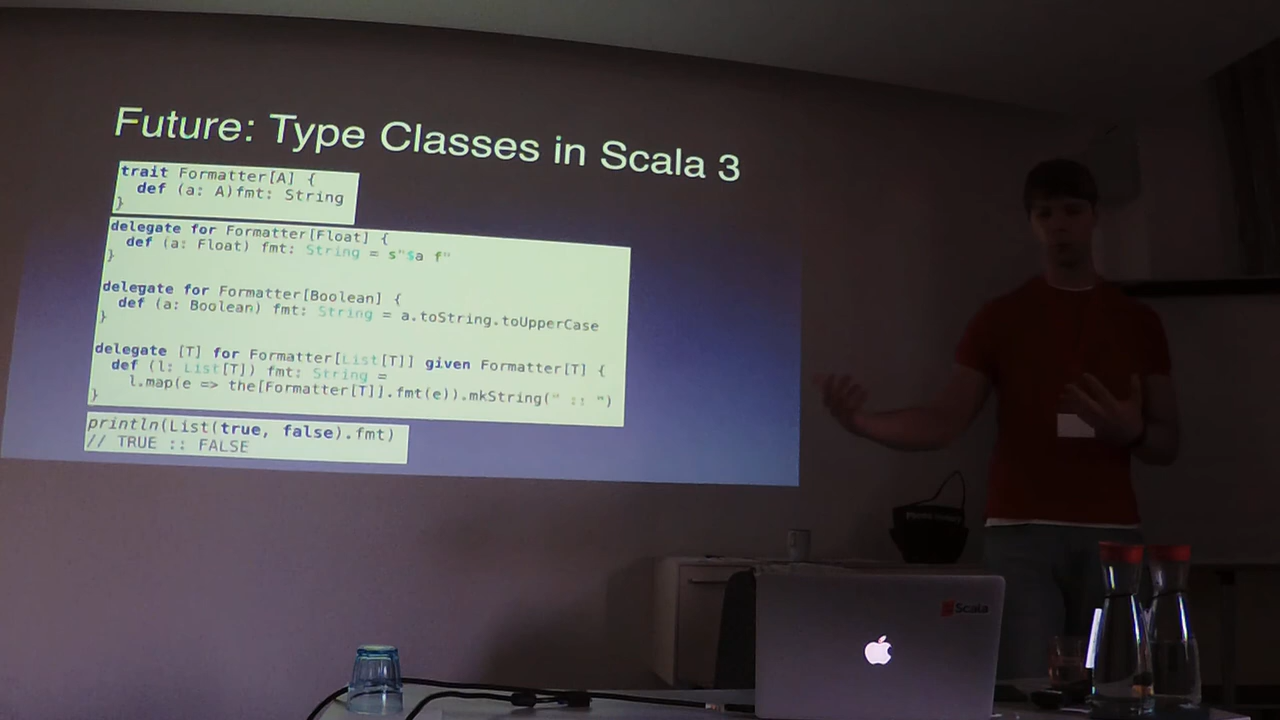 Future: Type Classes in Scala 3
trait Formatter[A] {
def (a: A)fmt: String
}
delegate for Formatter[Float] {
def (a: Float) fmt: String = s"$a f"
}
delegate for Formatter[Boolean] {
def (a: Boolean) fmt: String = a.toString.toUpperCase
}
delegate [T] for Formatter[List[T]] given Formatter[T] {
def (l: List[T]) fmt: String =
l.map(e => the[Formatter[T]].fmt(e)).mkString(" :: ")
}
println(List(true, false).fmt)
// TRUE :: FALSE
Scala